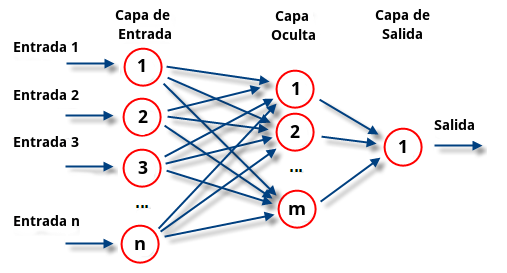 Capa de
Entrada
Capa
Oculta
Capa de
Salida
Entrada 1
Entrada 2
Entrada 3
Entrada n
1
2
3
...
n
1
2
...
m
1
Salida